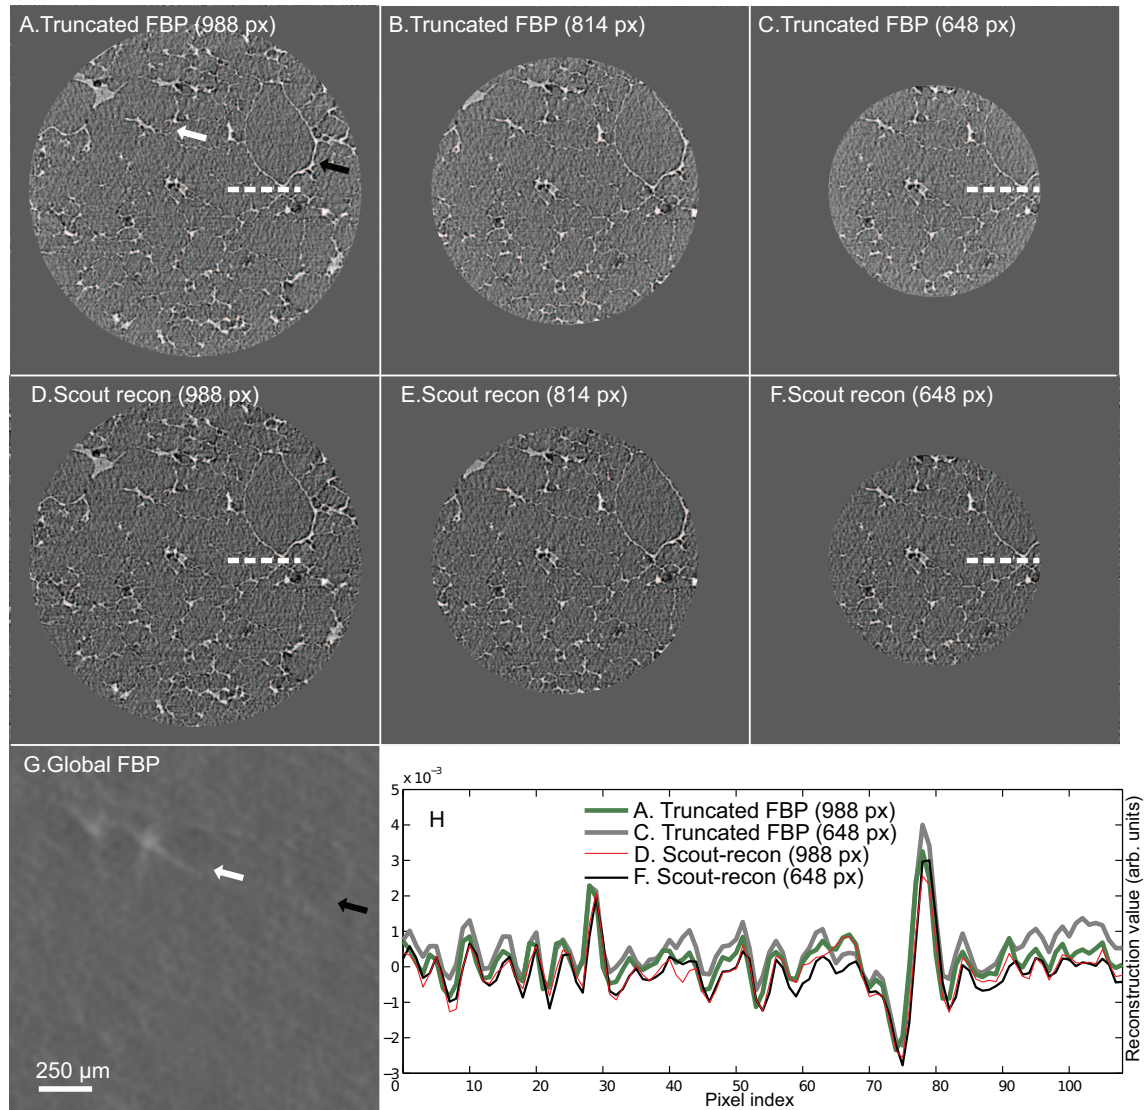 A.Truncated FBP (988 px)
B.Truncated FBP (814 px)
C.Truncated FBP (648 px)
D.Scout recon (988 px)
E.Scout recon (814 px)
F.Scout recon (648 px)
G.Global FBP
250 µm
5 x 10⁻³
4
3
2
1
0
−1
−2
−3
H
A. Truncated FBP (988 px)
C. Truncated FBP (648 px)
D. Scout-recon (988 px)
F. Scout-recon (648 px)
Reconstruction value (arb. units)
0 10 20 30 40 50 60 70 80 90 100
Pixel index